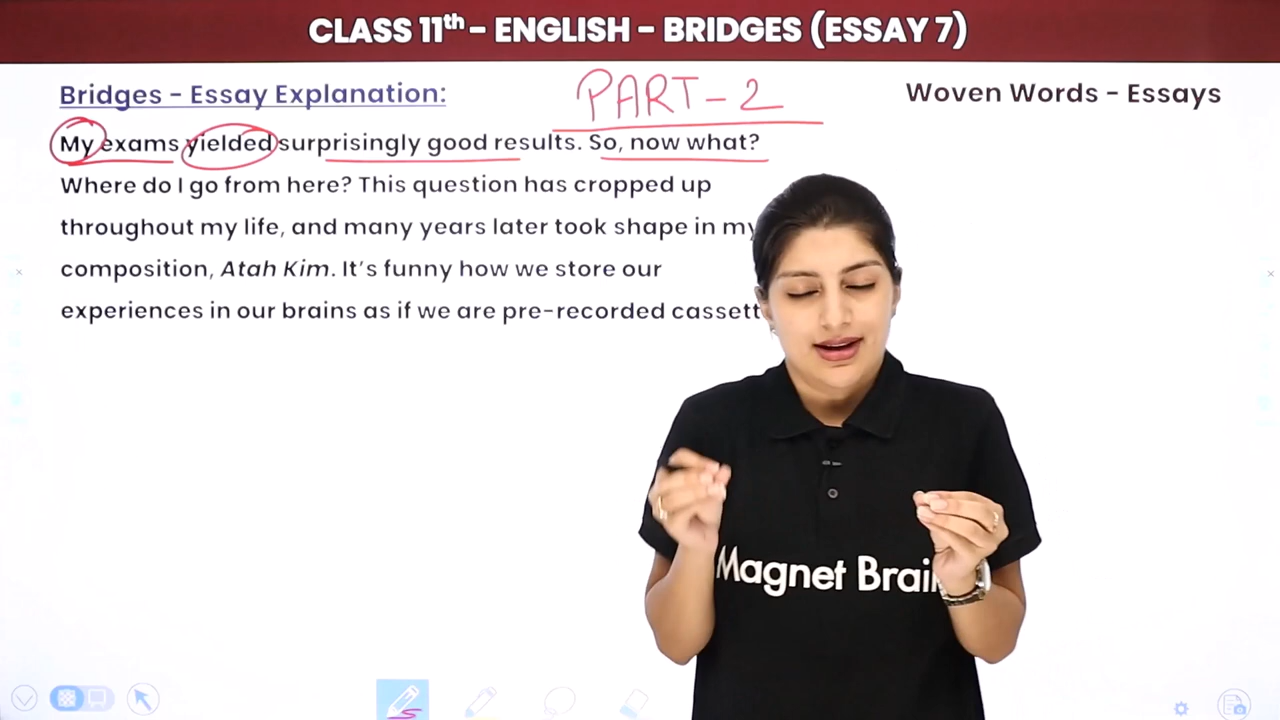 CLASS 11th - ENGLISH - BRIDGES (ESSAY 7)
Bridges - Essay Explanation:
PART-2
Woven Words - Essays
My exams yielded surprisingly good results. So, now what?
Where do I go from here? This question has cropped up
throughout my life, and many years later took shape in my
composition, Atah Kim. It's funny how we store our
experiences in our brains as if we are pre-recorded
Magnet